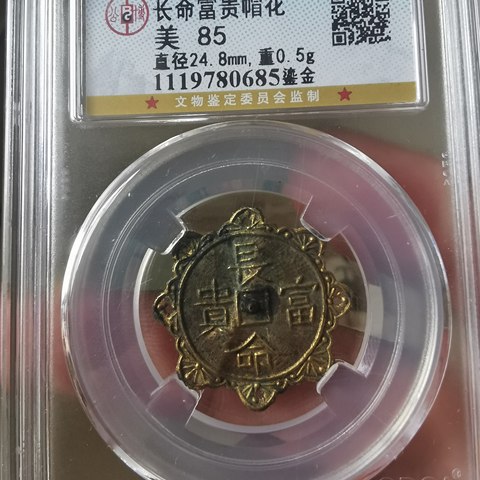 长命富贵帽花
美 85
直径24.8mm,重0.5g
1119780685鎏金
★ 文物鉴定委员会监制 ★
長
貴 富
命